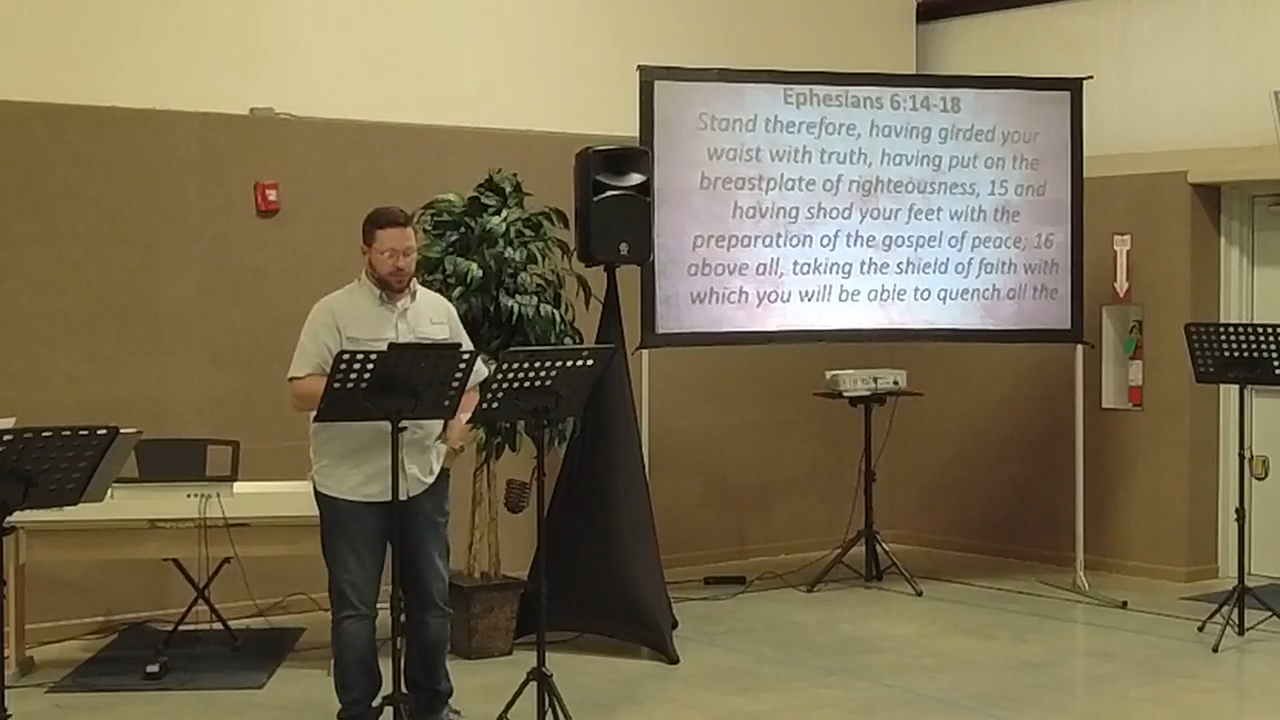 Ephesians 6:14-18
Stand therefore, having girded your
waist with truth, having put on the
breastplate of righteousness, 15 and
having shod your feet with the
preparation of the gospel of peace; 16
above all, taking the shield of faith with
which you will be able to quench all the